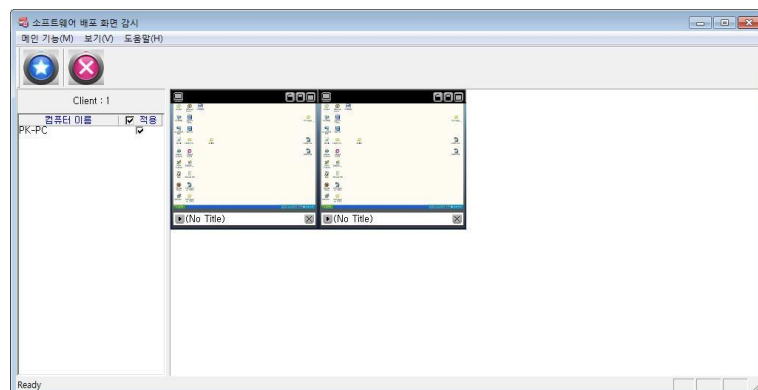 소프트웨어 배포 화면 감시
메인 기능(M) 보기(V) 도움말(H)
Client : 1
컴퓨터 이름 적용
PK-PC
(No Title) (No Title)
Ready